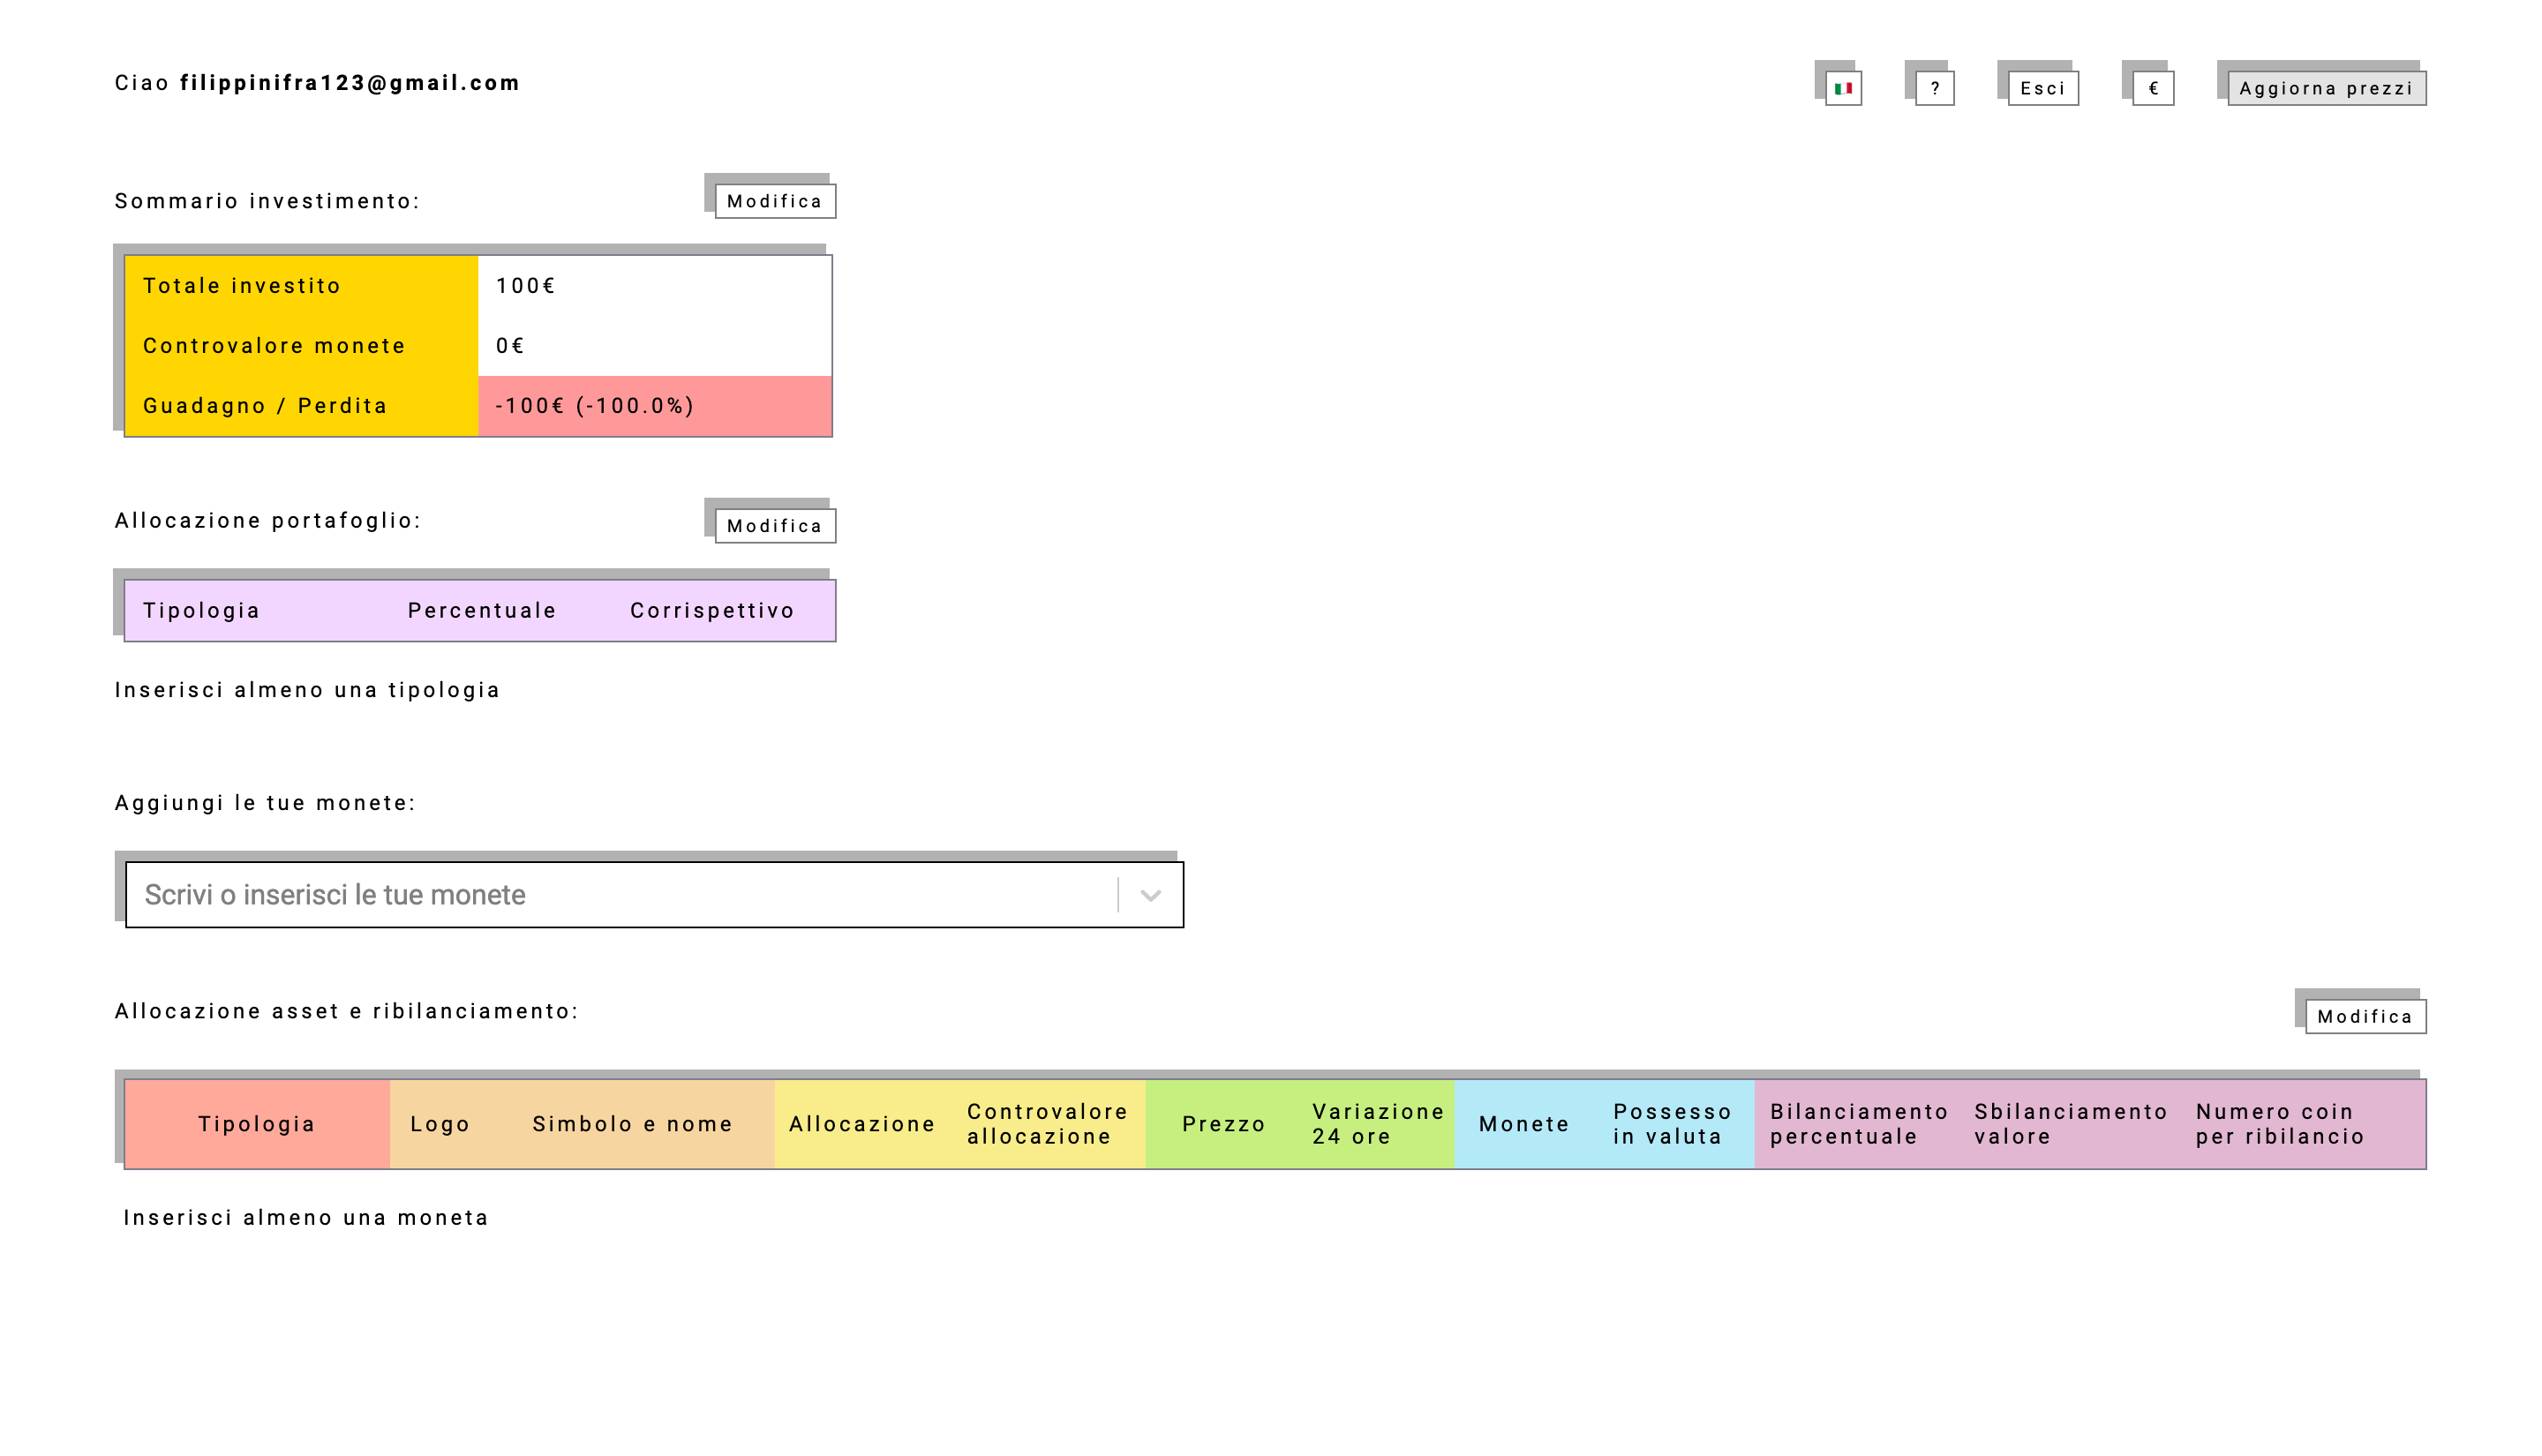 Ciao filippinifra123@gmail.com
?
Esci
€
Aggiorna prezzi
Sommario investimento:
Modifica
Totale investito
100€
Controvalore monete
0€
Guadagno / Perdita
-100€ (-100.0%)
Allocazione portafoglio:
Modifica
Tipologia
Percentuale
Corrispettivo
Inserisci almeno una tipologia
Aggiungi le tue monete:
Scrivi o inserisci le tue monete
Allocazione asset e ribilanciamento:
Modifica
Tipologia
Logo
Simbolo e nome
Allocazione
Controvalore
allocazione
Prezzo
Variazione
24 ore
Monete
Possesso
in valuta
Bilanciamento
percentuale
Sbilanciamento
valore
Numero coin
per ribilancio
Inserisci almeno una moneta